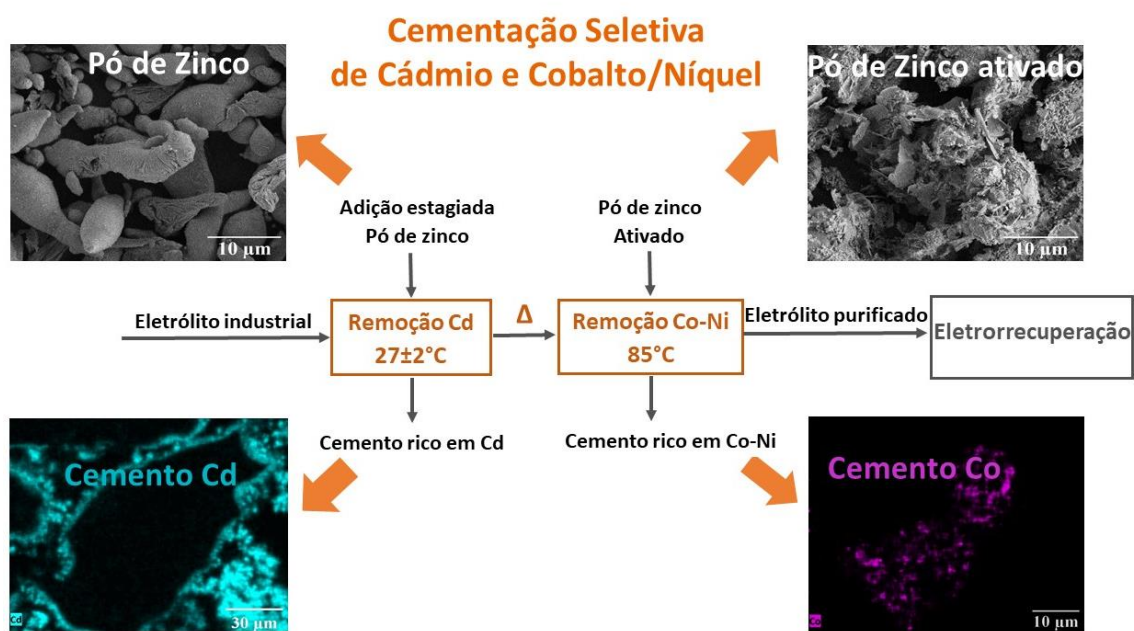 Cementação Seletiva
de Cádmio e Cobalto/Níquel
Pó de Zinco
10 µm
Pó de Zinco ativado
10 µm
Adição estagiada
Pó de zinco
Pó de zinco
Ativado
Eletrólito industrial
Remoção Cd
27±2°C
Δ
Remoção Co-Ni
85°C
Eletrólito purificado
Eletrorrecuperação
Cemento rico em Cd
Cemento rico em Co-Ni
Cemento Cd
Cd
30 µm
Cemento Co
Co
10 µm